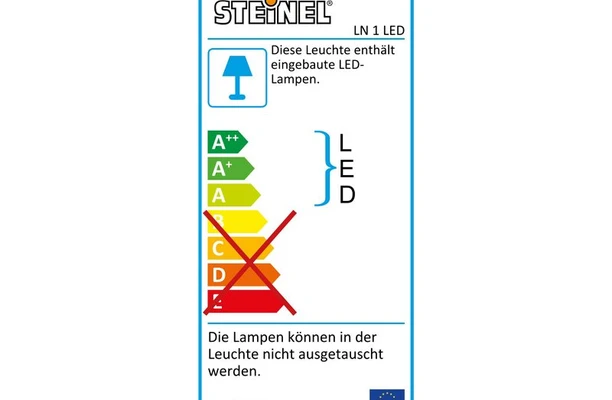 STEINEL®
LN 1 LED
Diese Leuchte enthält
eingebaute LED-
Lampen.
A++
A+
A
B
C
D
E
L
E
D
Die Lampen können in der
Leuchte nicht ausgetauscht
werden.